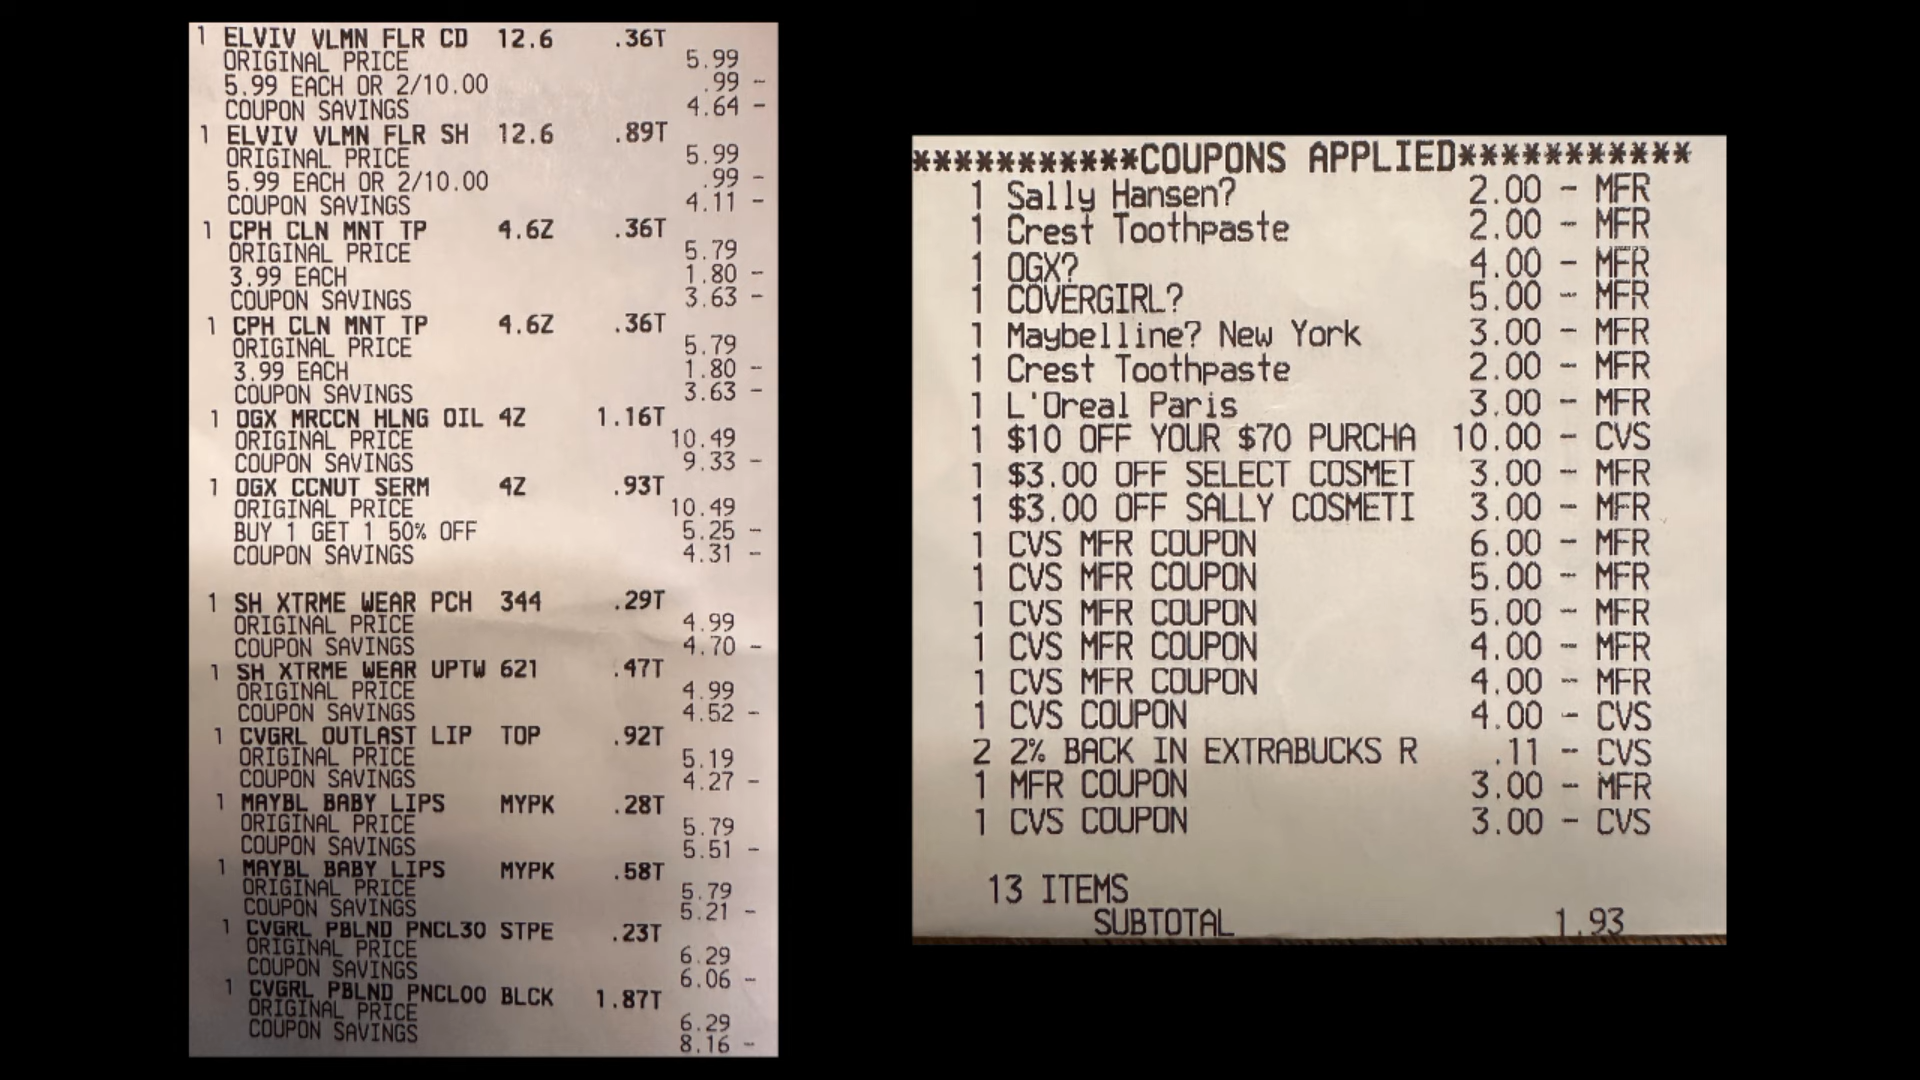 1 ELVIV VLMN FLR CD 12.6 .36T
ORIGINAL PRICE 5.99
5.99 EACH OR 2/10.00 .99 -
COUPON SAVINGS 4.64 -
1 ELVIV VLMN FLR SH 12.6 .89T
ORIGINAL PRICE 5.99
5.99 EACH OR 2/10.00 .99 -
COUPON SAVINGS 4.11 -
1 CPH CLN MNT TP 4.6Z .36T
ORIGINAL PRICE 5.79
3.99 EACH 1.80 -
COUPON SAVINGS 3.63 -
1 CPH CLN MNT TP 4.6Z .36T
ORIGINAL PRICE 5.79
3.99 EACH 1.80 -
COUPON SAVINGS 3.63 -
1 OGX MRCCN HLNG OIL 4Z 1.16T
ORIGINAL PRICE 10.49
COUPON SAVINGS 9.33 -
1 OGX CCNUT SERM 4Z .93T
ORIGINAL PRICE 10.49
BUY 1 GET 1 50% OFF 5.25 -
COUPON SAVINGS 4.31 -
1 SH XTRME WEAR PCH 344 .29T
ORIGINAL PRICE 4.99
COUPON SAVINGS 4.70 -
1 SH XTRME WEAR UPTW 621 .47T
ORIGINAL PRICE 4.99
COUPON SAVINGS 4.52 -
1 CVGRL OUTLAST LIP TOP .92T
ORIGINAL PRICE 5.19
COUPON SAVINGS 4.27 -
1 MAYBL BABY LIPS MYPK .28T
ORIGINAL PRICE 5.79
COUPON SAVINGS 5.51 -
1 MAYBL BABY LIPS MYPK .58T
ORIGINAL PRICE 5.79
COUPON SAVINGS 5.21 -
1 CVGRL PBLND PNCL30 STPE .23T
ORIGINAL PRICE 6.29
COUPON SAVINGS 6.06 -
1 CVGRL PBLND PNCL00 BLCK 1.87T
ORIGINAL PRICE 6.29
COUPON SAVINGS 8.16 -
***********COUPONS APPLIED***********
1 Sally Hansen? 2.00 - MFR
1 Crest Toothpaste 2.00 - MFR
1 OGX? 4.00 - MFR
1 COVERGIRL? 5.00 - MFR
1 Maybelline? New York 3.00 - MFR
1 Crest Toothpaste 2.00 - MFR
1 L'Oreal Paris 3.00 - MFR
1 $10 OFF YOUR $70 PURCHA 10.00 - CVS
1 $3.00 OFF SELECT COSMET 3.00 - MFR
1 $3.00 OFF SALLY COSMETI 3.00 - MFR
1 CVS MFR COUPON 6.00 - MFR
1 CVS MFR COUPON 5.00 - MFR
1 CVS MFR COUPON 5.00 - MFR
1 CVS MFR COUPON 4.00 - MFR
1 CVS MFR COUPON 4.00 - MFR
1 CVS COUPON 4.00 - CVS
2 2% BACK IN EXTRABUCKS R .11 - CVS
1 MFR COUPON 3.00 - MFR
1 CVS COUPON 3.00 - CVS
13 ITEMS
SUBTOTAL 1.93